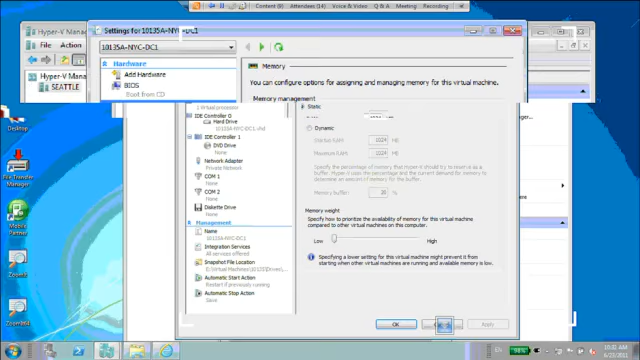 Content (9) Attendees (14) Voice & Video Q & A Meeting Recording
Hyper-V Mana
File Action
Hyper-V Mana
SEATTLE
Settings for 10135A-NYC-DC1
10135A-NYC-DC1
Hardware
Add Hardware
BIOS
Boot from CD
1 Virtual processor
IDE Controller 0
Hard Drive
10135A-NYC-DC1.vhd
IDE Controller 1
DVD Drive
None
Network Adapter
Private Network
COM 1
None
COM 2
None
Diskette Drive
None
Management
Name
10135A-NYC-DC1
Integration Services
All services offered
Snapshot File Location
Automatic Start Action
Restart if previously running
Automatic Stop Action
Save
Memory
You can configure options for assigning and managing memory for this virtual machine.
Memory management
Static
Dynamic
Startup RAM: 1024 MB
Maximum RAM: 1024 MB
Specify the percentage of memory that Hyper-V should try to reserve as a
buffer. Hyper-V uses the percentage and the current demand for memory to
determine an amount of memory for the buffer.
Memory buffer: 20 %
Memory weight
Specify how to prioritize the availability of memory for this virtual machine
compared to other virtual machines on this computer.
Low High
Specifying a lower setting for this virtual machine might prevent it from
starting when other virtual machines are running and available memory is low.
OK
Apply
Desktop
File Transfer
Manager
Mobile
Partner
ZoomIt
ZoomIt64
EN
98%
10:02 AM